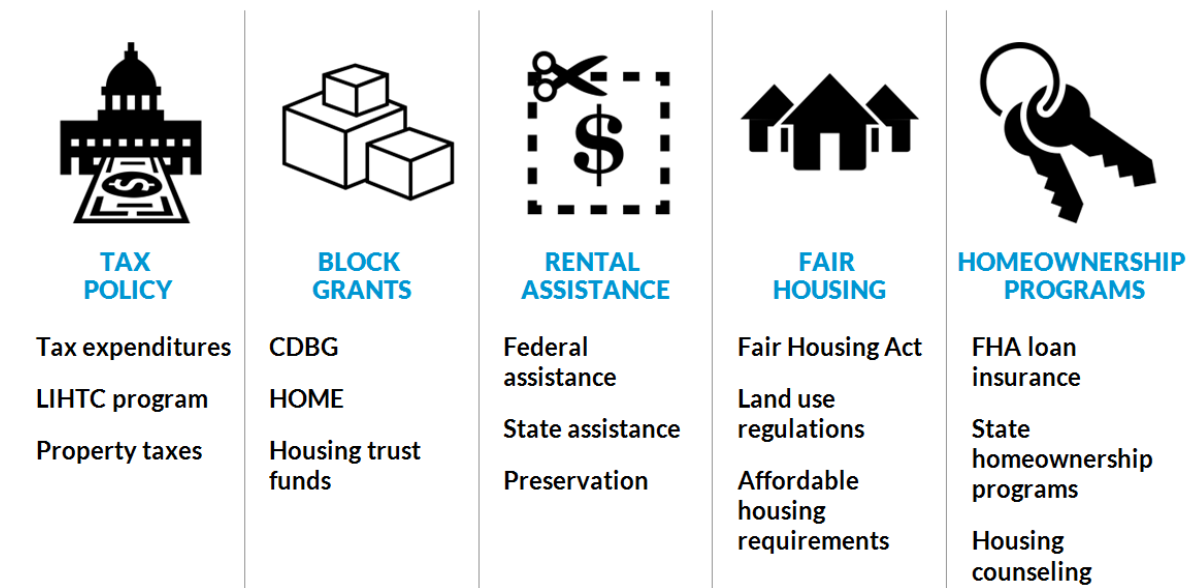 TAX
POLICY
Tax expenditures
LIHTC program
Property taxes
BLOCK
GRANTS
CDBG
HOME
Housing trust
funds
$
RENTAL
ASSISTANCE
Federal
assistance
State assistance
Preservation
FAIR
HOUSING
Fair Housing Act
Land use
regulations
Affordable
housing
requirements
HOMEOWNERSHIP
PROGRAMS
FHA loan
insurance
State
homeownership
programs
Housing
counseling